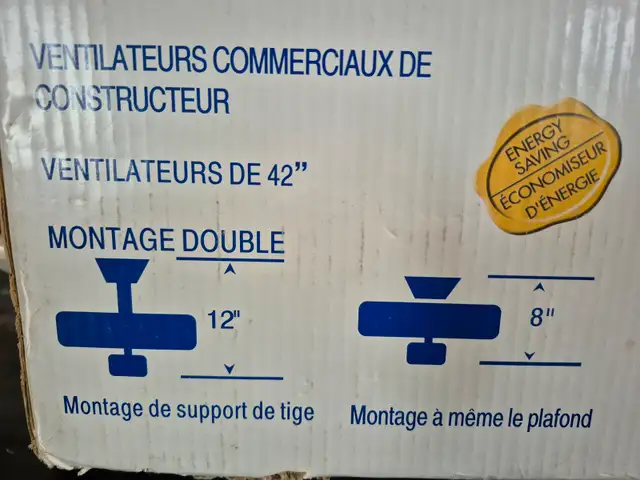 VENTILATEURS COMMERCIAUX DE
CONSTRUCTEUR
VENTILATEURS DE 42”
ENERGY
SAVING
ÉCONOMISEUR
D'ÉNERGIE
MONTAGE DOUBLE
12"
8"
Montage de support de tige
Montage à même le plafond